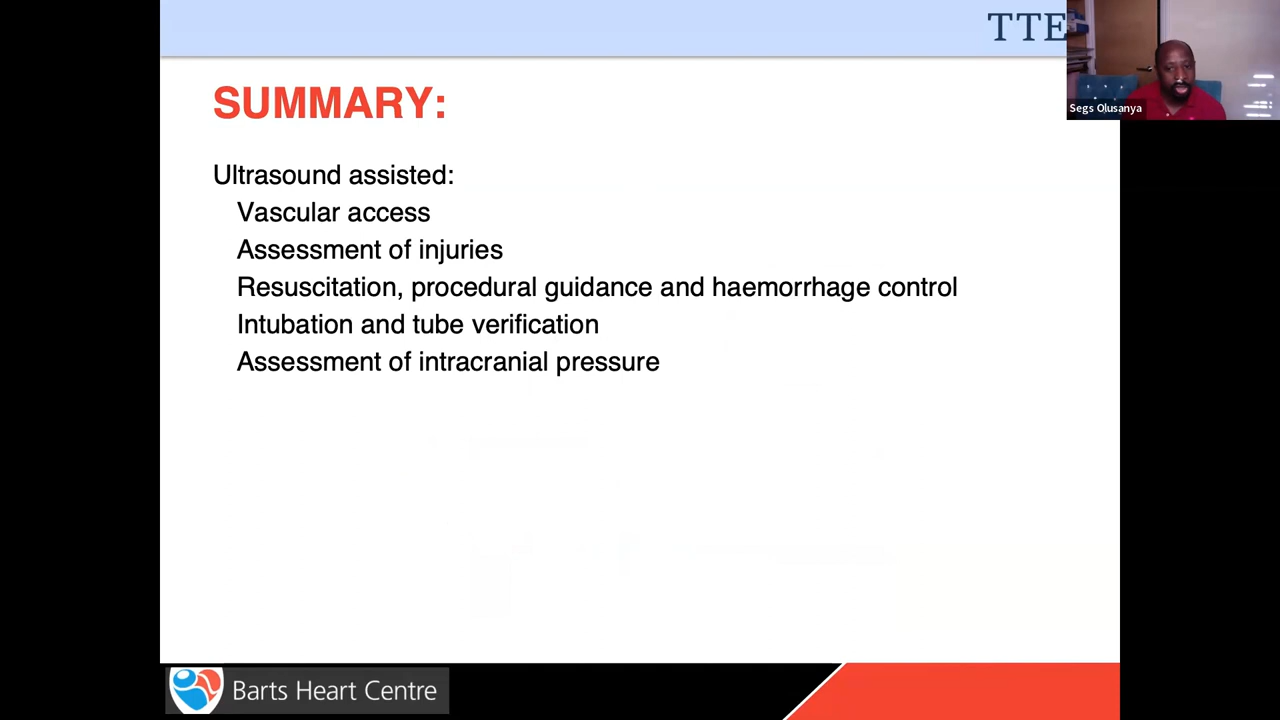 TTE
Segs Olusanya
SUMMARY:
Ultrasound assisted:
Vascular access
Assessment of injuries
Resuscitation, procedural guidance and haemorrhage control
Intubation and tube verification
Assessment of intracranial pressure
Barts Heart Centre